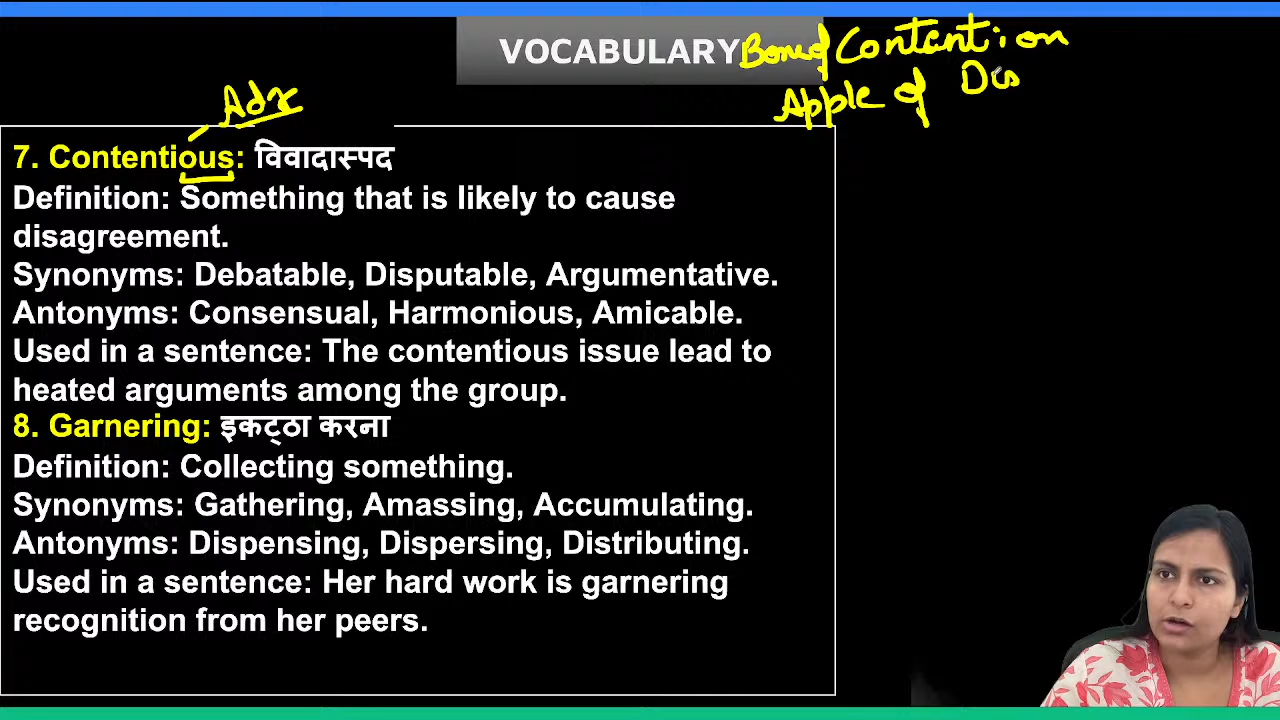 VOCABULARY
Bone of Contantion
Apple of Dis
Adx
7. Contentious: विवादास्पद
Definition: Something that is likely to cause
disagreement.
Synonyms: Debatable, Disputable, Argumentative.
Antonyms: Consensual, Harmonious, Amicable.
Used in a sentence: The contentious issue lead to
heated arguments among the group.
8. Garnering: इकट्ठा करना
Definition: Collecting something.
Synonyms: Gathering, Amassing, Accumulating.
Antonyms: Dispensing, Dispersing, Distributing.
Used in a sentence: Her hard work is garnering
recognition from her peers.